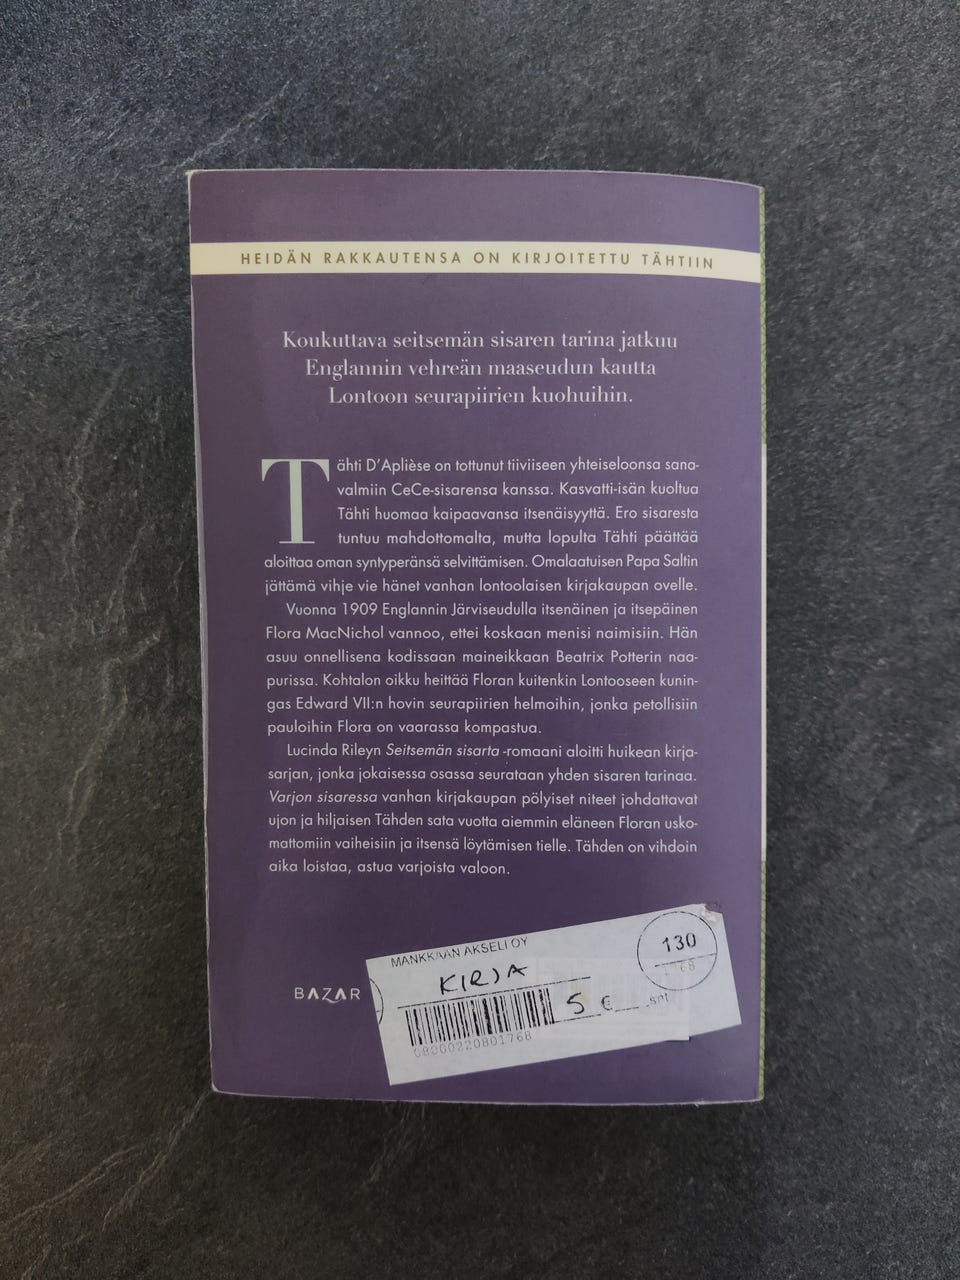 HEIDÄN RAKKAUTENSA ON KIRJOITETTU TÄHTIIN
Koukuttava seitsemän sisaren tarina jatkuu
Englannin vehreän maaseudun kautta
Lontoon seurapiirien kuohuihin.
Tähti D'Aplièse on tottunut tiiviiseen yhteiseloonsa sana-
valmiin CeCe-sisarensa kanssa. Kasvatti-isän kuoltua
Tähti huomaa kaipaavansa itsenäisyyttä. Ero sisaresta
tuntuu mahdottomalta, mutta lopulta Tähti päättää
aloittaa oman syntyperänsä selvittämisen. Omalaatuisen Papa Saltin
jättämä vihje vie hänet vanhan lontoolaisen kirjakaupan ovelle.
Vuonna 1909 Englannin Järviseudulla itsenäinen ja itsepäinen
Flora MacNichol vannoo, ettei koskaan menisi naimisiin. Hän
asuu onnellisena kodissaan maineikkaan Beatrix Potterin naa-
purissa. Kohtalon oikku heittää Floran kuitenkin Lontooseen kunin-
gas Edward VII:n hovin seurapiirien helmoihin, jonka petollisiin
pauloihin Flora on vaarassa kompastua.
Lucinda Rileyn Seitsemän sisarta -romaani aloitti huikean kirja-
sarjan, jonka jokaisessa osassa seurataan yhden sisaren tarinaa.
Varjon sisaressa vanhan kirjakaupan pölyiset niteet johdattavat
ujon ja hiljaisen Tähden sata vuotta aiemmin eläneen Floran usko-
mattomiin vaiheisiin ja itsensä löytämisen tielle. Tähden on vihdoin
aika loistaa, astua varjoista valoon.
BAZAR
MANKKAAN AKSELI OY
KIRJA
130
5 € snt
08000220801768